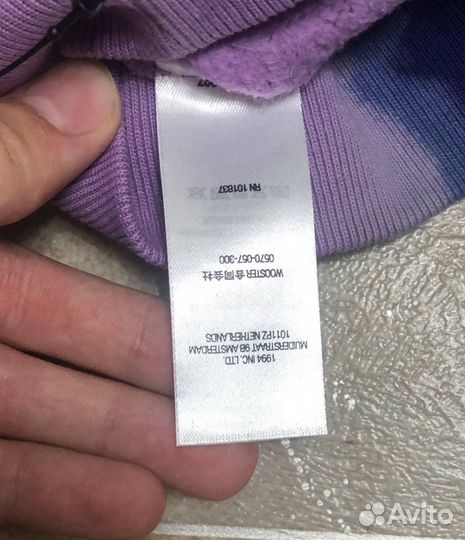 1994 INC. LTD.
MUIDERSTRAAT 9B AMSTERDAM
1011PZ NETHERLANDS
WOOSTER 合同会社
0570-057-300
RN 101837
Avito